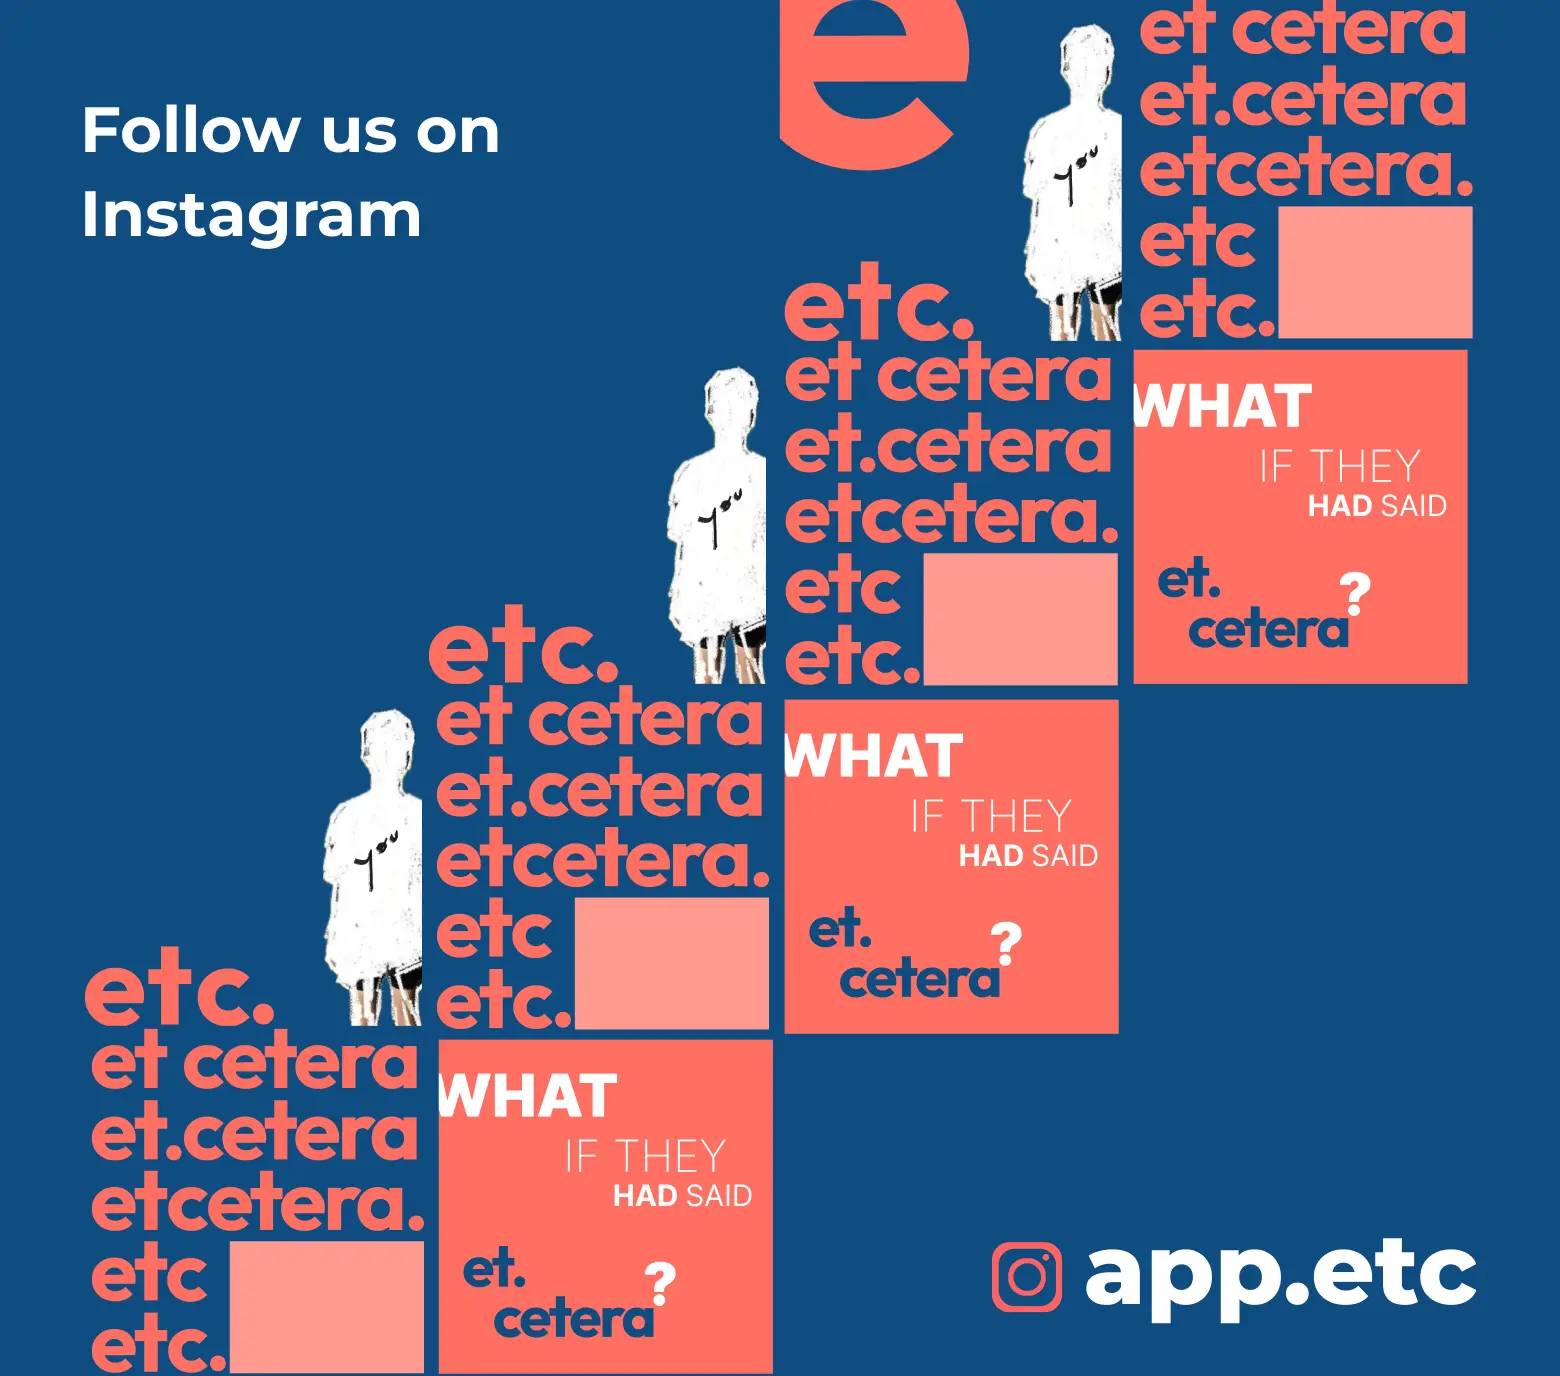 Follow us on
Instagram
e
you
et cetera
et.cetera
etcetera.
etc
etc.
etc.
you
et cetera
et.cetera
etcetera.
etc
etc.
WHAT
IF THEY
HAD SAID
et.
cetera?
etc.
you
et cetera
et.cetera
etcetera.
etc
etc.
WHAT
IF THEY
HAD SAID
et.
cetera?
etc.
et cetera
et.cetera
etcetera.
etc
etc.
WHAT
IF THEY
HAD SAID
et.
cetera?
app.etc